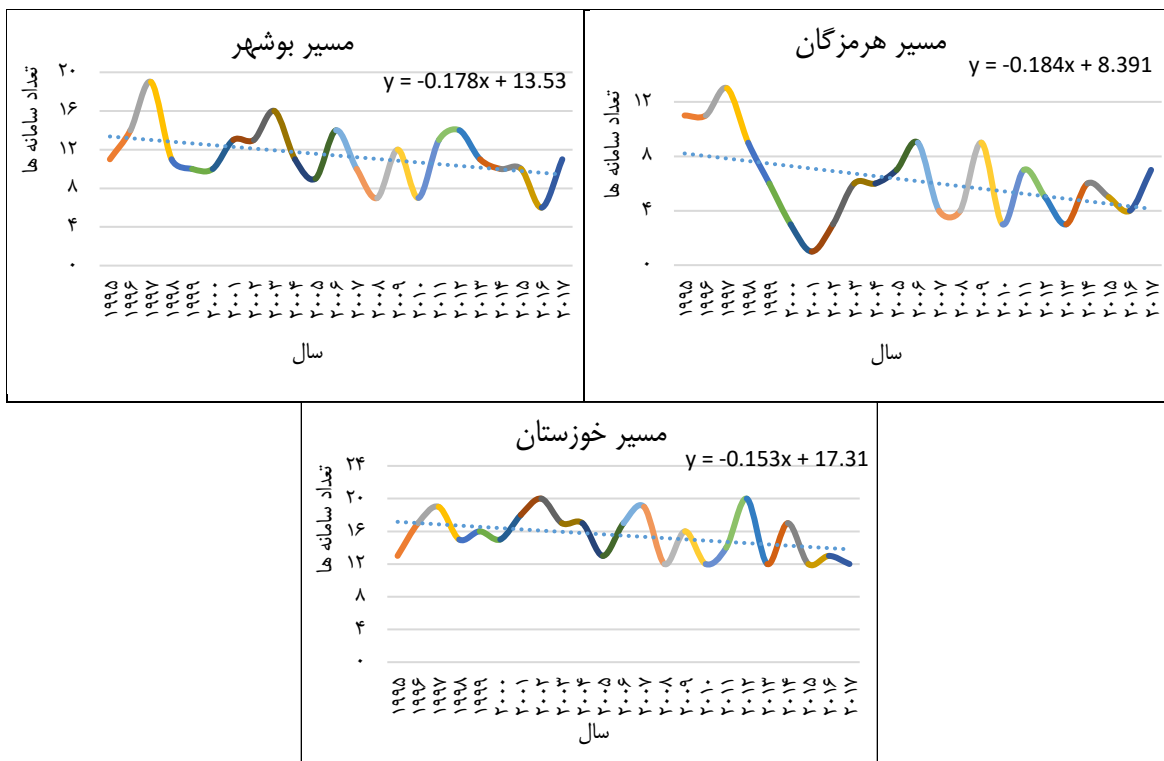 مسیر بوشهر
y = -0.178x + 13.53
تعداد سامانه ها
۲۰
۱۶
۱۲
۸
۴
۰
۱۹۹۵ ۱۹۹۶ ۱۹۹۷ ۱۹۹۸ ۱۹۹۹ ۲۰۰۰ ۲۰۰۱ ۲۰۰۲ ۲۰۰۳ ۲۰۰۴ ۲۰۰۵ ۲۰۰۶ ۲۰۰۷ ۲۰۰۸ ۲۰۰۹ ۲۰۱۰ ۲۰۱۱ ۲۰۱۲ ۲۰۱۳ ۲۰۱۴ ۲۰۱۵ ۲۰۱۶ ۲۰۱۷
سال
مسیر هرمزگان
y = -0.184x + 8.391
تعداد سامانه ها
۱۲
۸
۴
۰
۱۹۹۵ ۱۹۹۶ ۱۹۹۷ ۱۹۹۸ ۱۹۹۹ ۲۰۰۰ ۲۰۰۱ ۲۰۰۲ ۲۰۰۳ ۲۰۰۴ ۲۰۰۵ ۲۰۰۶ ۲۰۰۷ ۲۰۰۸ ۲۰۰۹ ۲۰۱۰ ۲۰۱۱ ۲۰۱۲ ۲۰۱۳ ۲۰۱۴ ۲۰۱۵ ۲۰۱۶ ۲۰۱۷
سال
مسیر خوزستان
y = -0.153x + 17.31
تعداد سامانه ها
۲۴
۲۰
۱۶
۱۲
۸
۴
۰
۱۹۹۵ ۱۹۹۶ ۱۹۹۷ ۱۹۹۸ ۱۹۹۹ ۲۰۰۰ ۲۰۰۱ ۲۰۰۲ ۲۰۰۳ ۲۰۰۴ ۲۰۰۵ ۲۰۰۶ ۲۰۰۷ ۲۰۰۸ ۲۰۰۹ ۲۰۱۰ ۲۰۱۱ ۲۰۱۲ ۲۰۱۳ ۲۰۱۴ ۲۰۱۵ ۲۰۱۶ ۲۰۱۷
سال